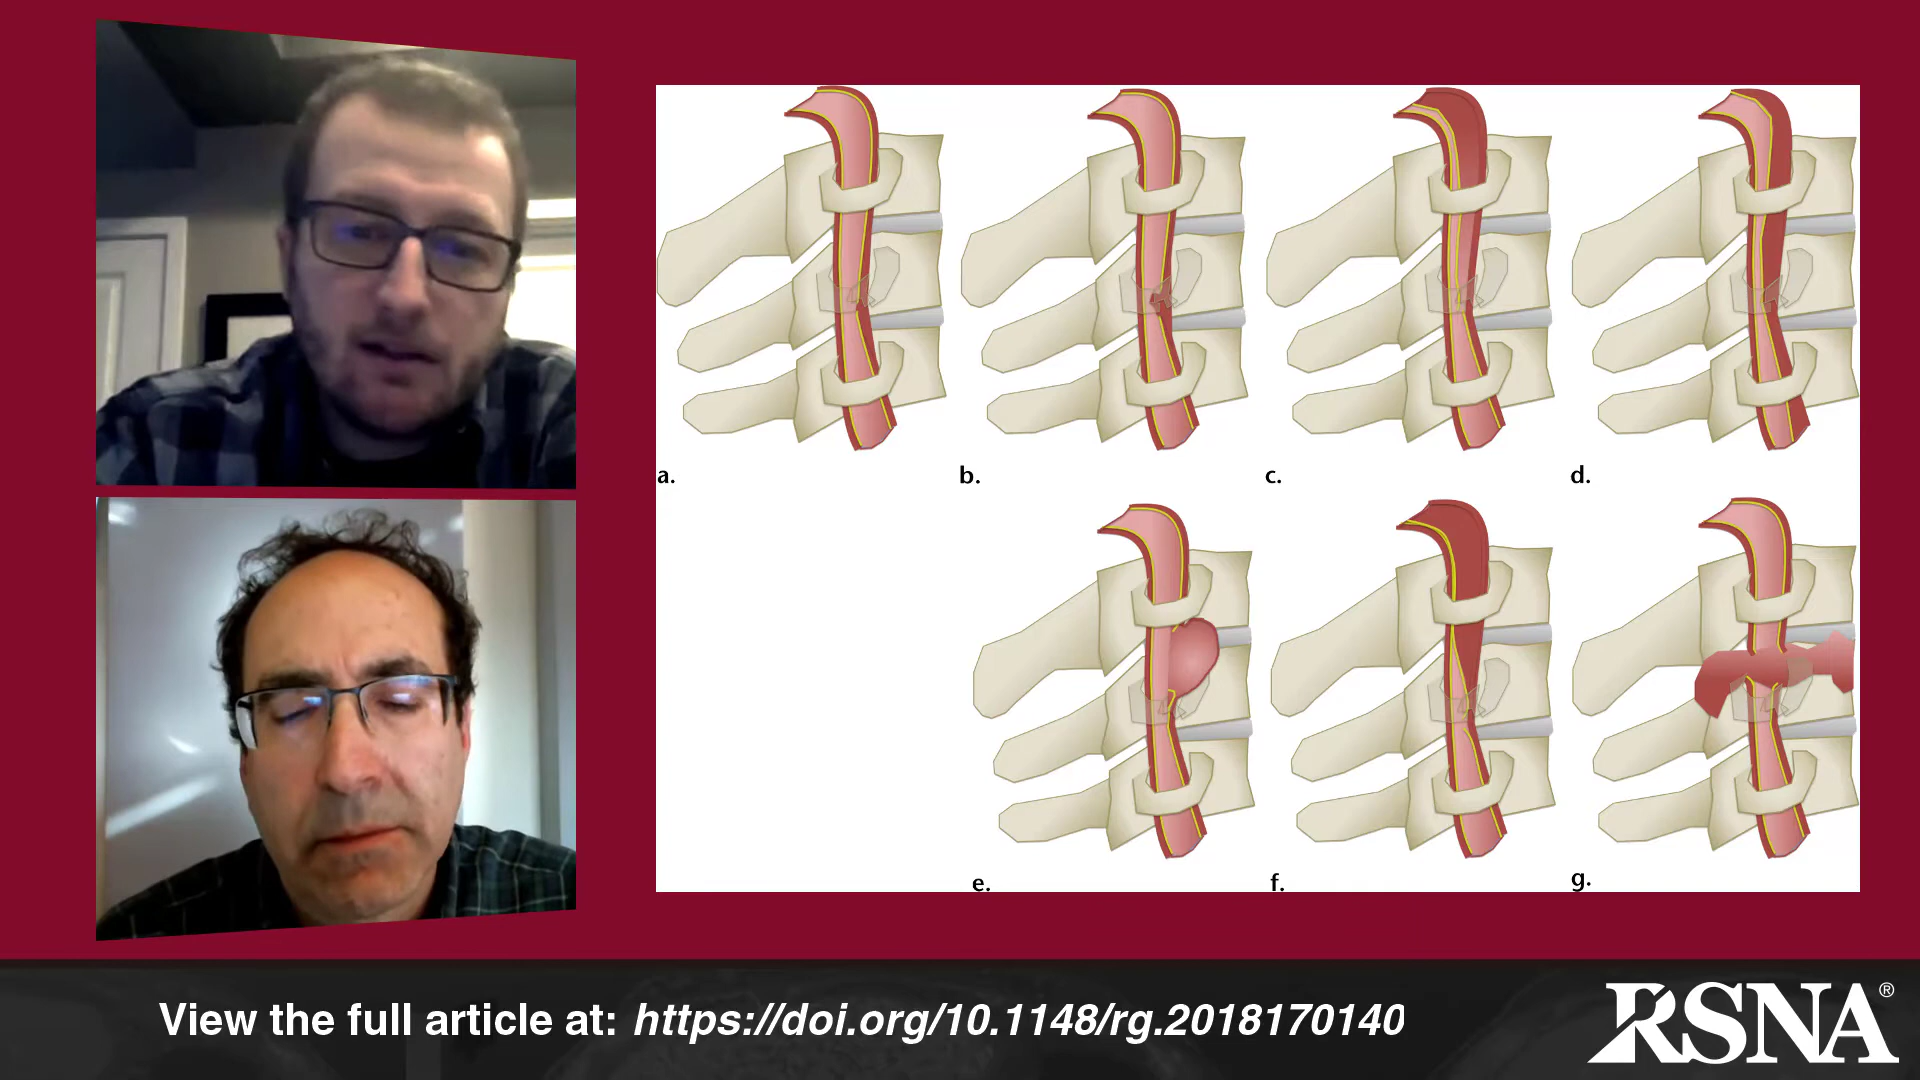 a.
b.
c.
d.
e.
f.
g.
View the full article at: https://doi.org/10.1148/rg.2018170140
RSNA®